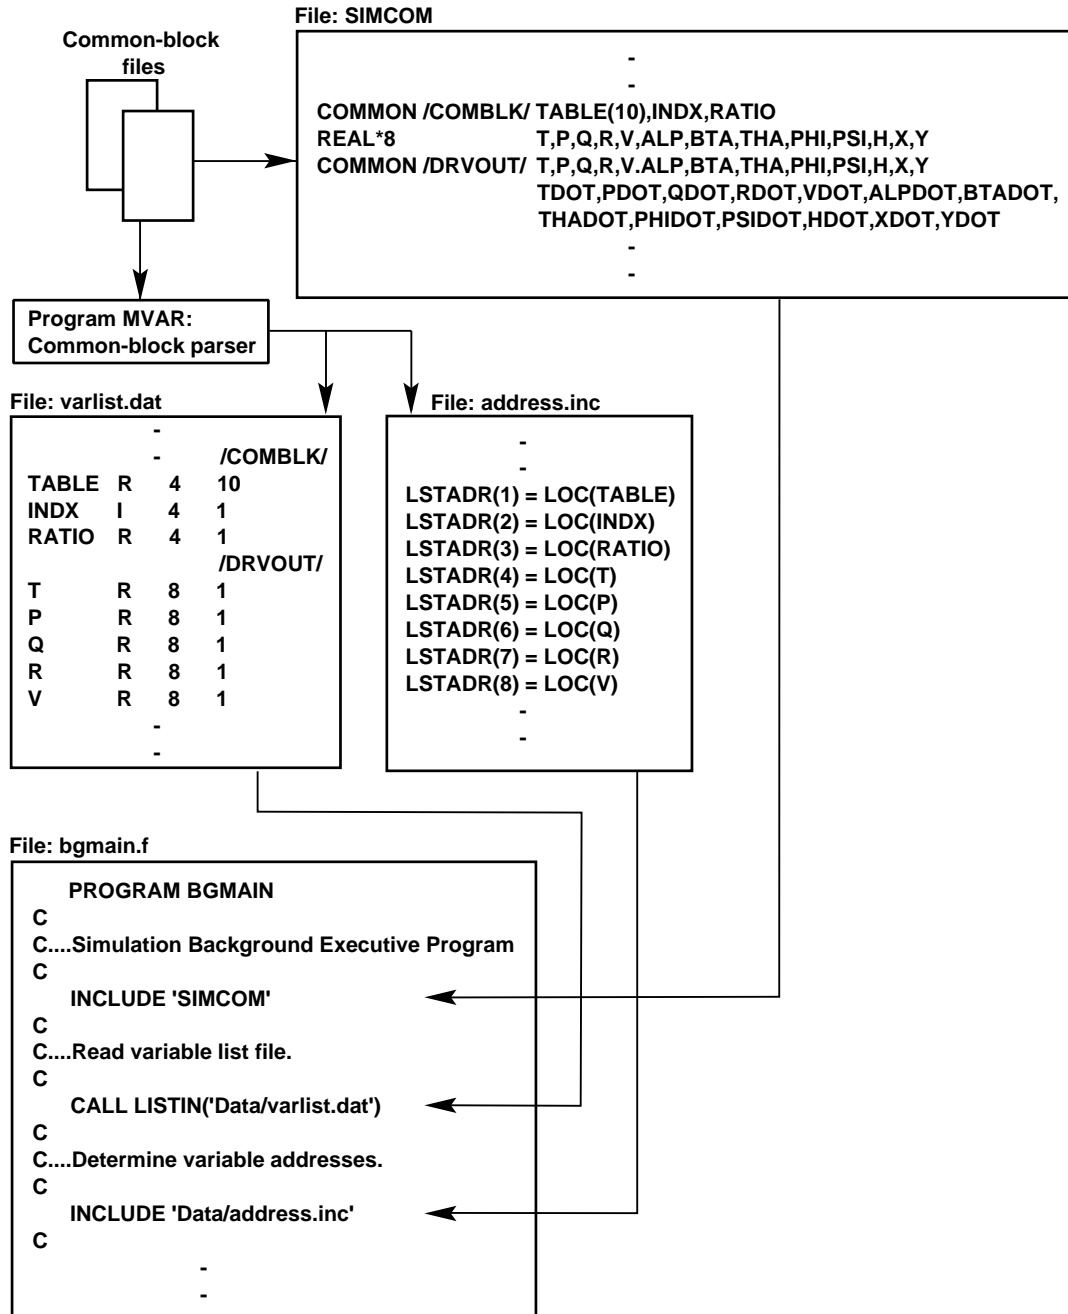 File: SIMCOM
Common-block
files
-
-
COMMON /COMBLK/ TABLE(10),INDX,RATIO
REAL*8 T,P,Q,R,V,ALP,BTA,THA,PHI,PSI,H,X,Y
COMMON /DRVOUT/ T,P,Q,R,V.ALP,BTA,THA,PHI,PSI,H,X,Y
TDOT,PDOT,QDOT,RDOT,VDOT,ALPDOT,BTADOT,
THADOT,PHIDOT,PSIDOT,HDOT,XDOT,YDOT
-
-
Program MVAR:
Common-block parser
File: varlist.dat
-
- /COMBLK/
TABLE R 4 10
INDX I 4 1
RATIO R 4 1
/DRVOUT/
T R 8 1
P R 8 1
Q R 8 1
R R 8 1
V R 8 1
-
-
File: address.inc
-
-
LSTADR(1) = LOC(TABLE)
LSTADR(2) = LOC(INDX)
LSTADR(3) = LOC(RATIO)
LSTADR(4) = LOC(T)
LSTADR(5) = LOC(P)
LSTADR(6) = LOC(Q)
LSTADR(7) = LOC(R)
LSTADR(8) = LOC(V)
-
-
File: bgmain.f
PROGRAM BGMAIN
C
C....Simulation Background Executive Program
C
INCLUDE 'SIMCOM'
C
C....Read variable list file.
C
CALL LISTIN('Data/varlist.dat')
C
C....Determine variable addresses.
C
INCLUDE 'Data/address.inc'
C
-
-